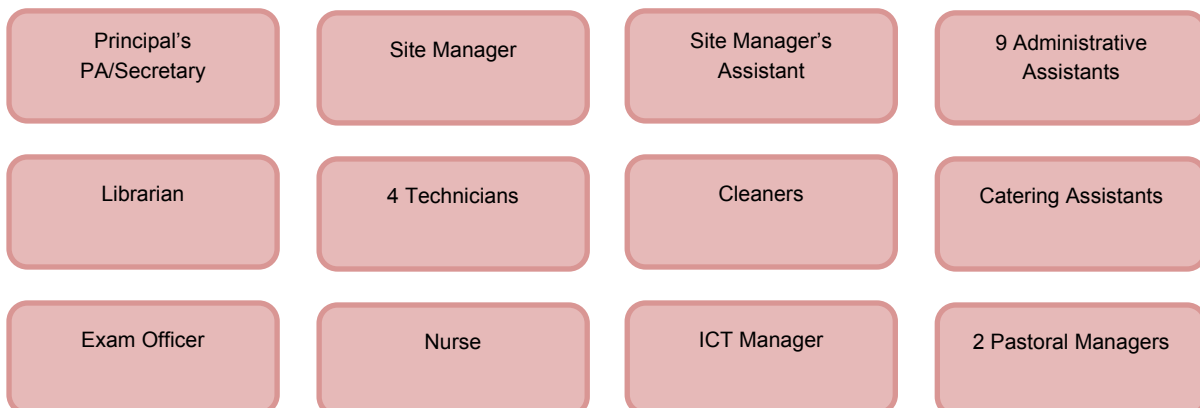 Principal’s
PA/Secretary
Site Manager
Site Manager’s
Assistant
9 Administrative
Assistants
Librarian
4 Technicians
Cleaners
Catering Assistants
Exam Officer
Nurse
ICT Manager
2 Pastoral Managers